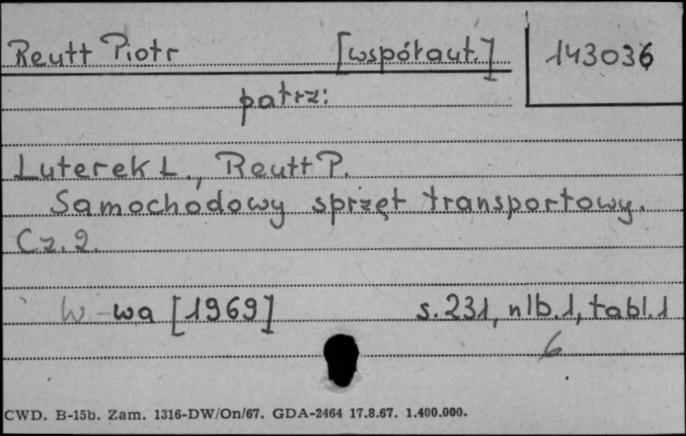 Reutt Piotr [współaut.] 143036
patrz:
Luterek L., Reutt P.
Samochodowy sprzęt transportowy.
Cz. 2.
W-wa [1969] s. 231, nlb. 1, tabl. 1
6
CWD. B-15b. Zam. 1316-DW/On/67. GDA-2464 17.8.67. 1.400.000.